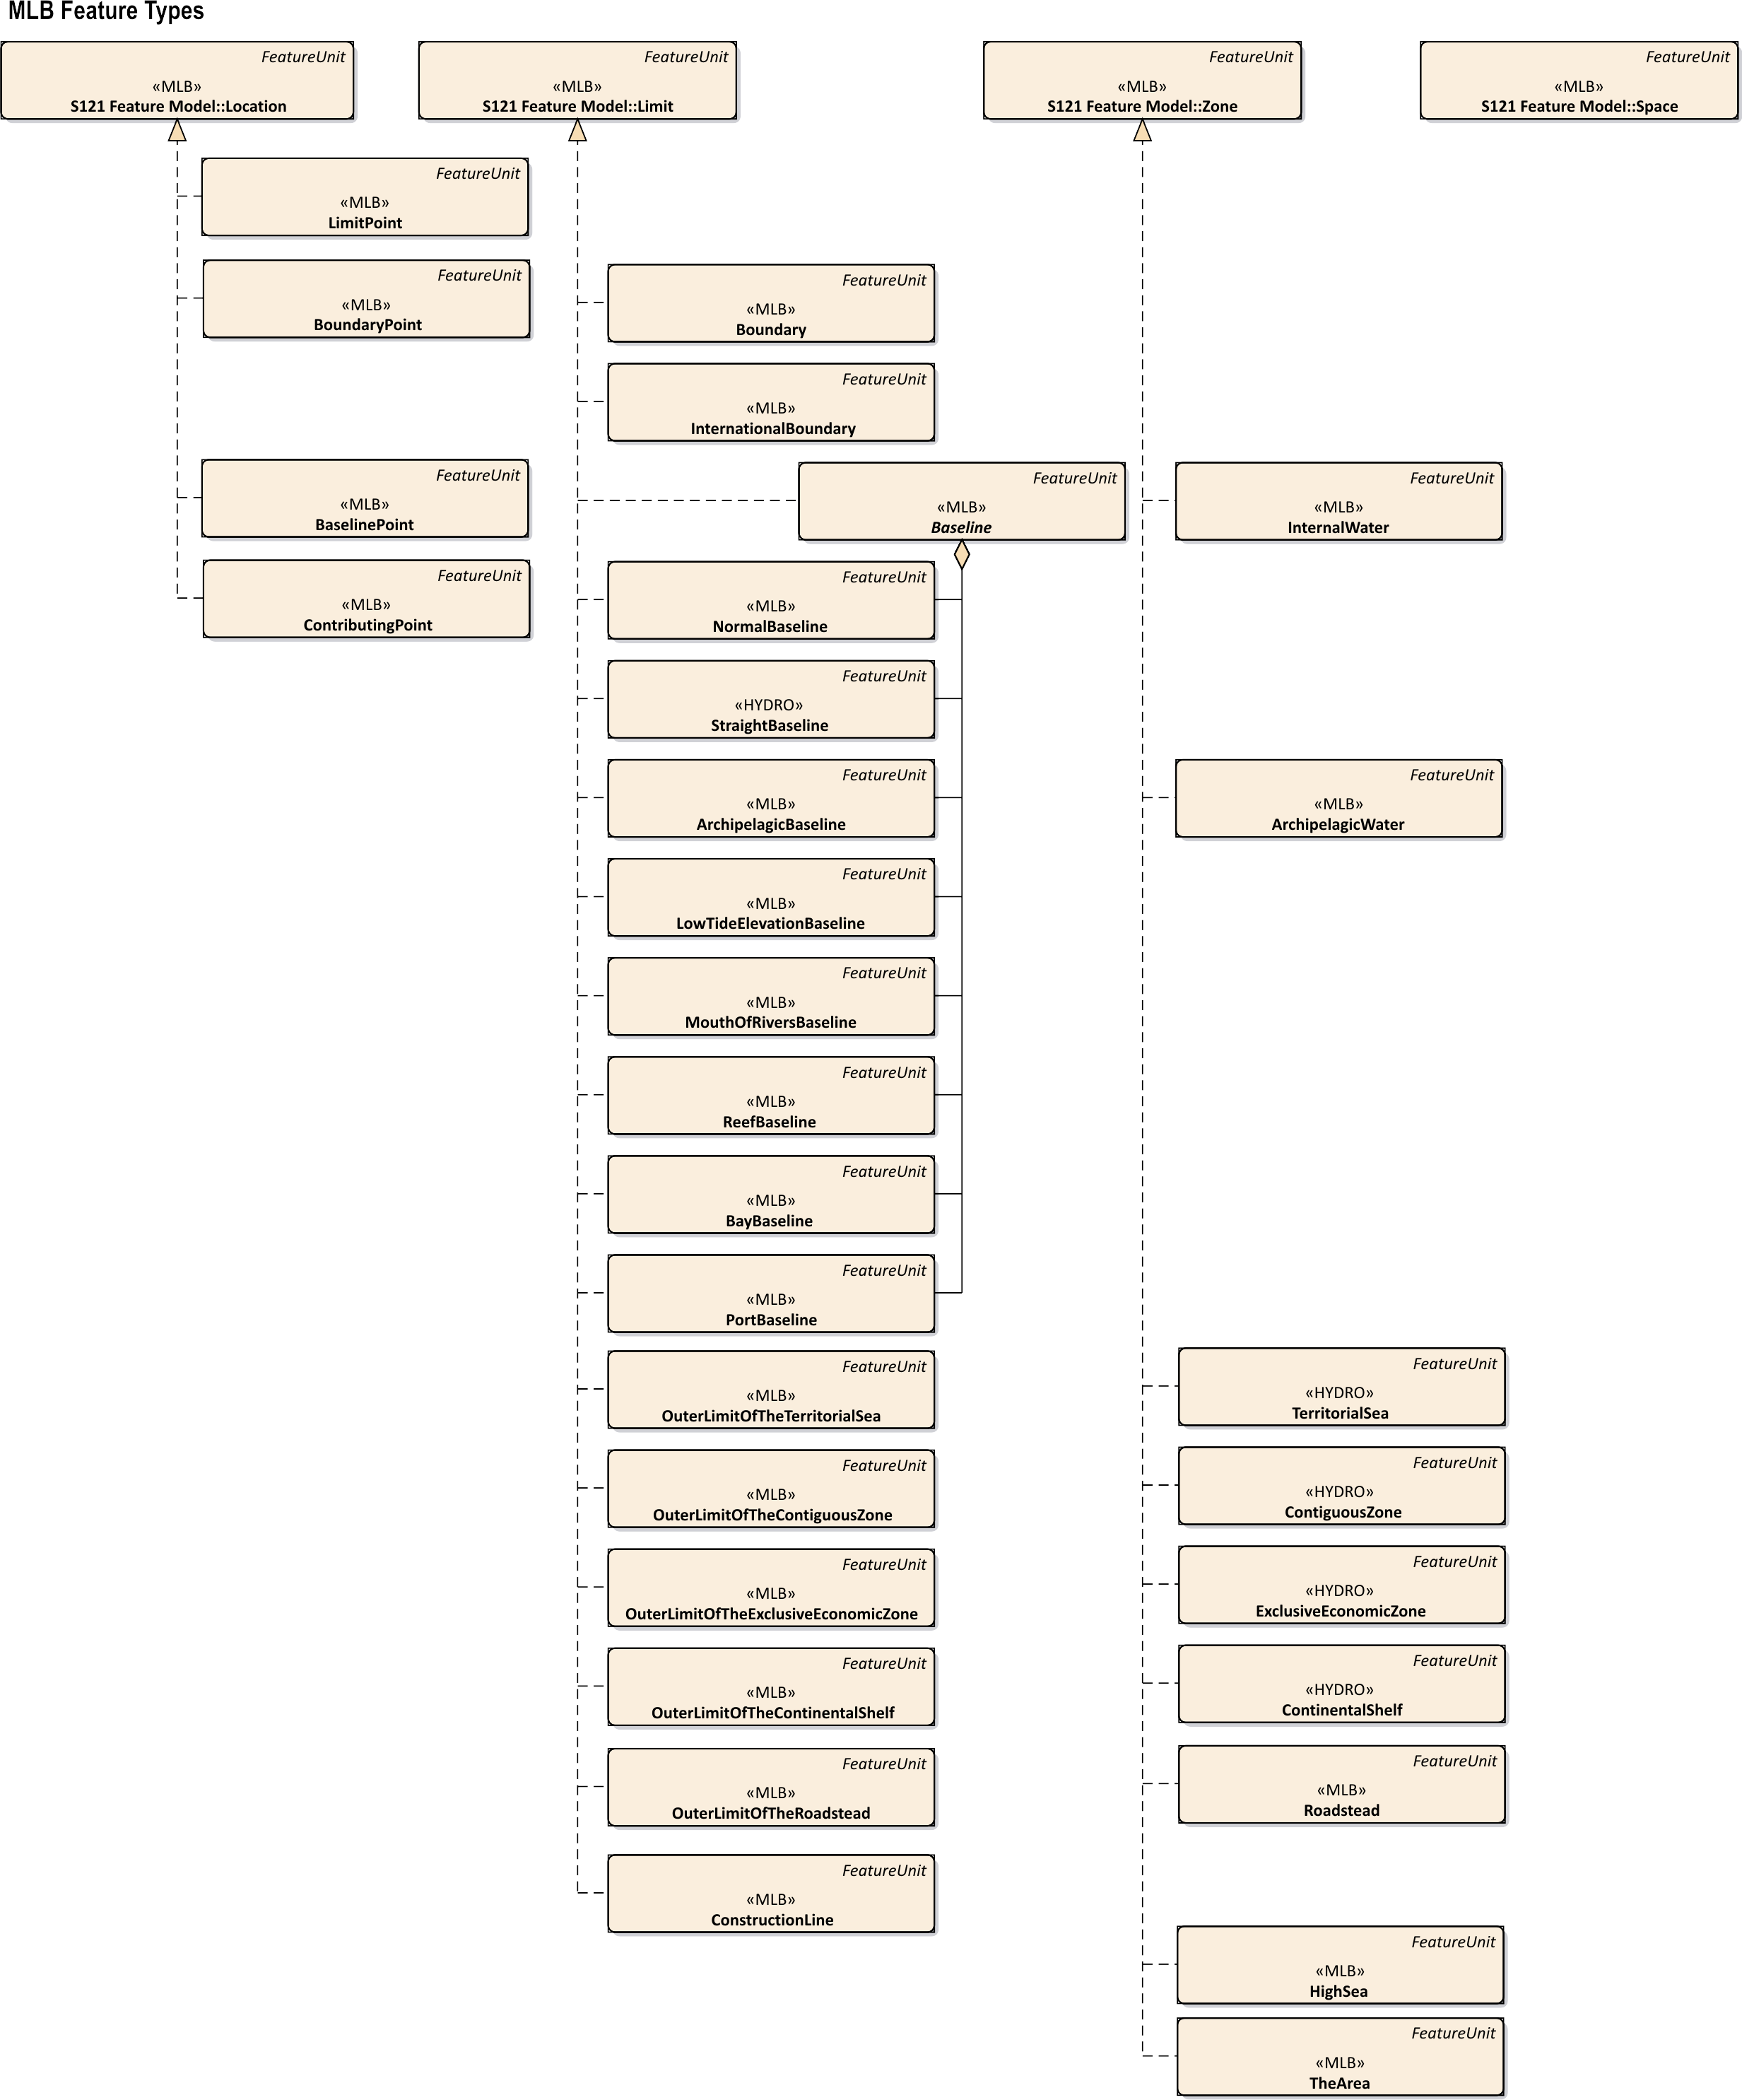 MLB Feature Types
FeatureUnit
«MLB»
S121 Feature Model::Location
FeatureUnit
«MLB»
S121 Feature Model::Limit
FeatureUnit
«MLB»
S121 Feature Model::Zone
FeatureUnit
«MLB»
S121 Feature Model::Space
FeatureUnit
«MLB»
LimitPoint
FeatureUnit
«MLB»
BoundaryPoint
FeatureUnit
«MLB»
BaselinePoint
FeatureUnit
«MLB»
ContributingPoint
FeatureUnit
«MLB»
Boundary
FeatureUnit
«MLB»
InternationalBoundary
FeatureUnit
«MLB»
Baseline
FeatureUnit
«MLB»
NormalBaseline
FeatureUnit
«HYDRO»
StraightBaseline
FeatureUnit
«MLB»
ArchipelagicBaseline
FeatureUnit
«MLB»
LowTideElevationBaseline
FeatureUnit
«MLB»
MouthOfRiversBaseline
FeatureUnit
«MLB»
ReefBaseline
FeatureUnit
«MLB»
BayBaseline
FeatureUnit
«MLB»
PortBaseline
FeatureUnit
«MLB»
OuterLimitOfTheTerritorialSea
FeatureUnit
«MLB»
OuterLimitOfTheContiguousZone
FeatureUnit
«MLB»
OuterLimitOfTheExclusiveEconomicZone
FeatureUnit
«MLB»
OuterLimitOfTheContinentalShelf
FeatureUnit
«MLB»
OuterLimitOfTheRoadstead
FeatureUnit
«MLB»
ConstructionLine
FeatureUnit
«MLB»
InternalWater
FeatureUnit
«MLB»
ArchipelagicWater
FeatureUnit
«HYDRO»
TerritorialSea
FeatureUnit
«HYDRO»
ContiguousZone
FeatureUnit
«HYDRO»
ExclusiveEconomicZone
FeatureUnit
«HYDRO»
ContinentalShelf
FeatureUnit
«MLB»
Roadstead
FeatureUnit
«MLB»
HighSea
FeatureUnit
«MLB»
TheArea